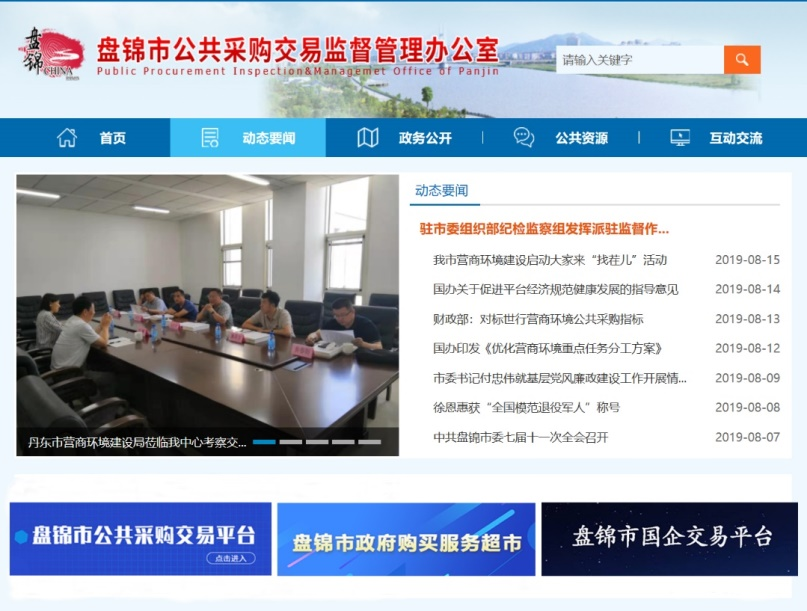 盘锦
CHINA
盘锦市公共采购交易监督管理办公室
Public Procurement Inspection&Managemet Office of Panjin
请输入关键字
首页
动态要闻
政务公开
公共资源
互动交流
动态要闻
驻市委组织部纪检监察组发挥派驻监督作...
我市营商环境建设启动大家来“找茬儿”活动 2019-08-15
国办关于促进平台经济规范健康发展的指导意见 2019-08-14
财政部：对标世行营商环境公共采购指标 2019-08-13
国办印发《优化营商环境重点任务分工方案》 2019-08-12
市委书记付忠伟就基层党风廉政建设工作开展情... 2019-08-09
徐恩惠获“全国模范退役军人”称号 2019-08-08
中共盘锦市委七届十一次全会召开 2019-08-07
丹东市营商环境建设局莅临我中心考察交...
盘锦市公共采购交易平台
点击进入
盘锦市政府购买服务超市
盘锦市国企交易平台